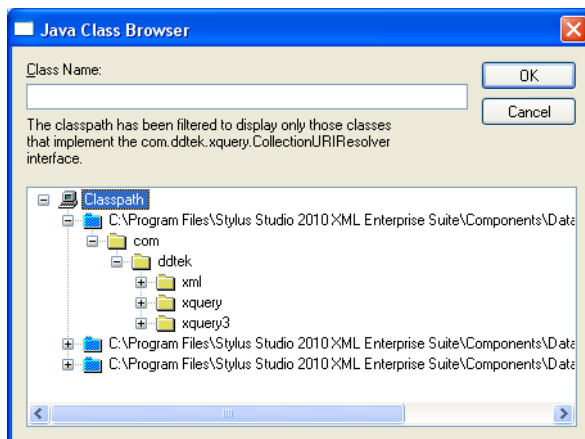 Java Class Browser
Class Name:
OK
Cancel
The classpath has been filtered to display only those classes
that implement the com.ddtek.xquery.CollectionURIResolver
interface.
Classpath
C:\Program Files\Stylus Studio 2010 XML Enterprise Suite\Components\Data
com
ddtek
xml
xquery
xquery3
C:\Program Files\Stylus Studio 2010 XML Enterprise Suite\Components\Data
C:\Program Files\Stylus Studio 2010 XML Enterprise Suite\Components\Data